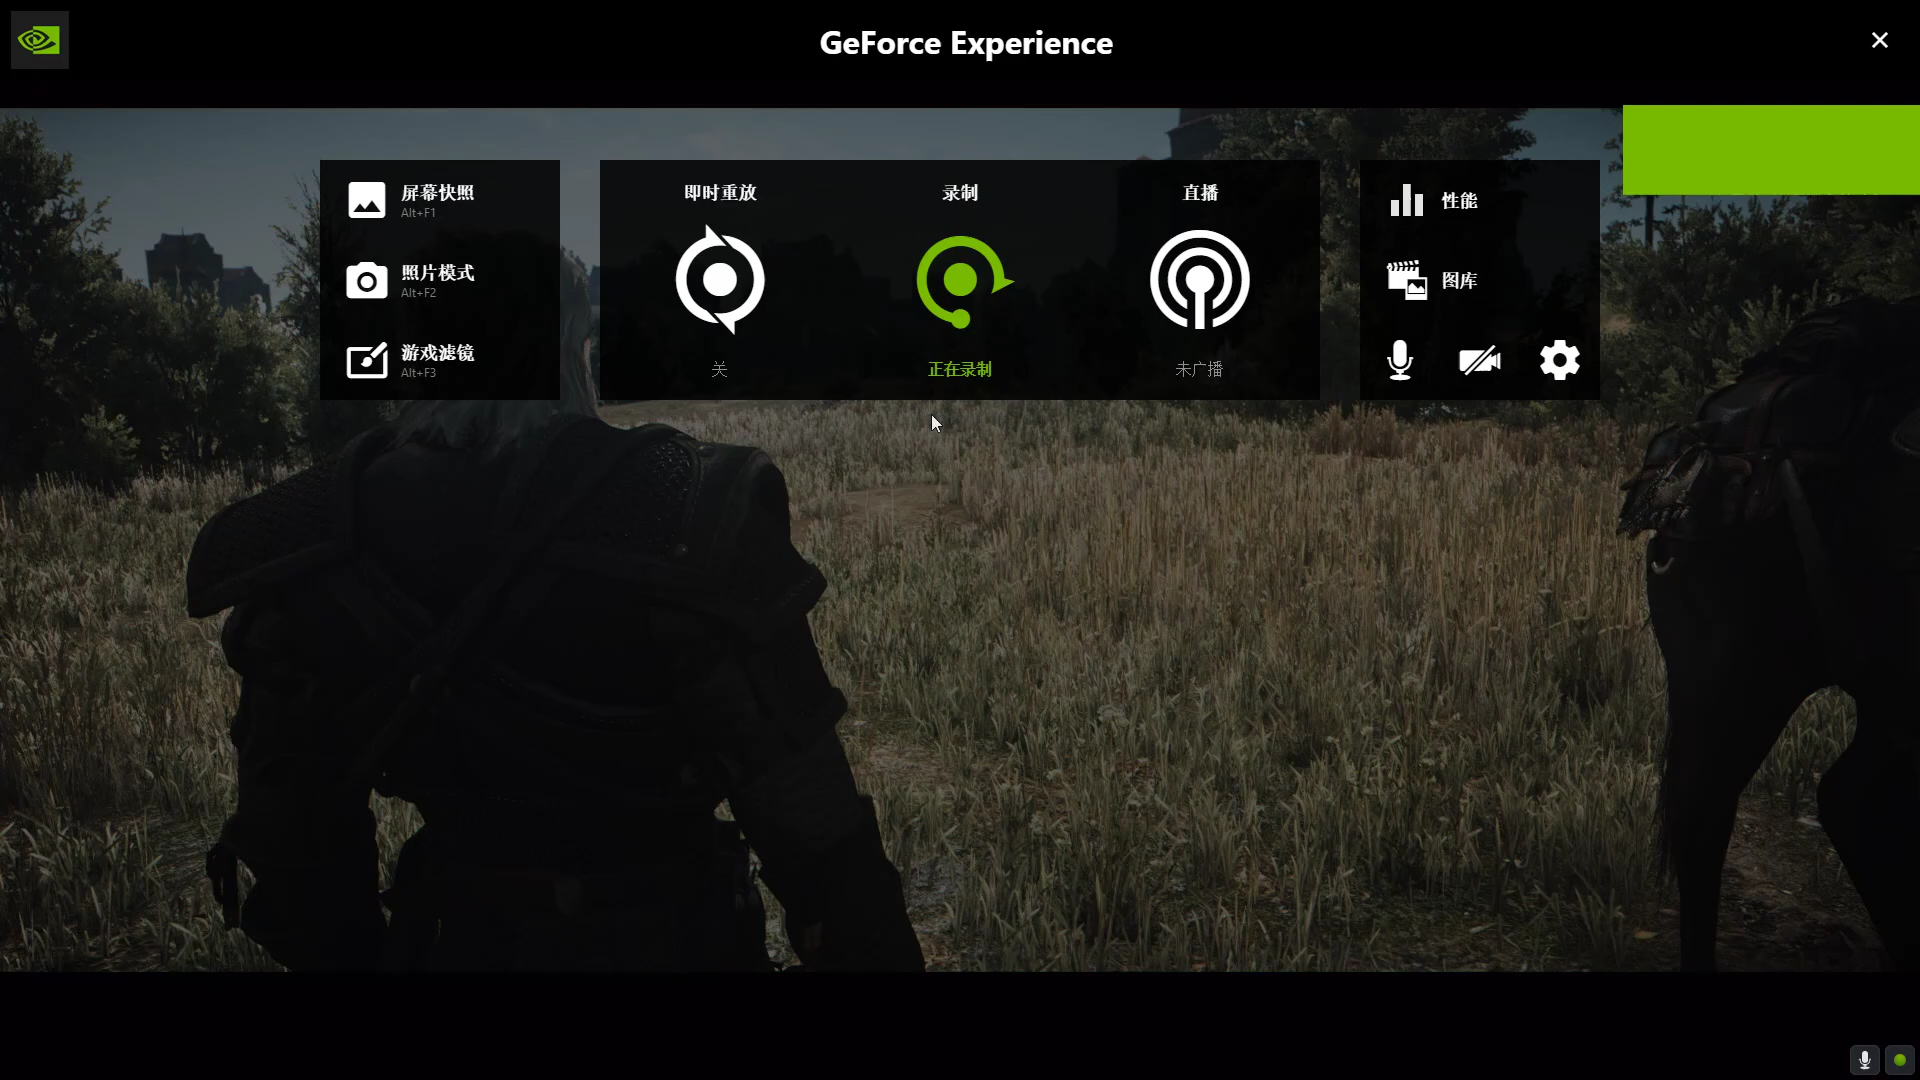 GeForce Experience
屏幕快照
Alt+F1
照片模式
Alt+F2
游戏滤镜
Alt+F3
即时重放
关
录制
正在录制
直播
未广播
性能
图库